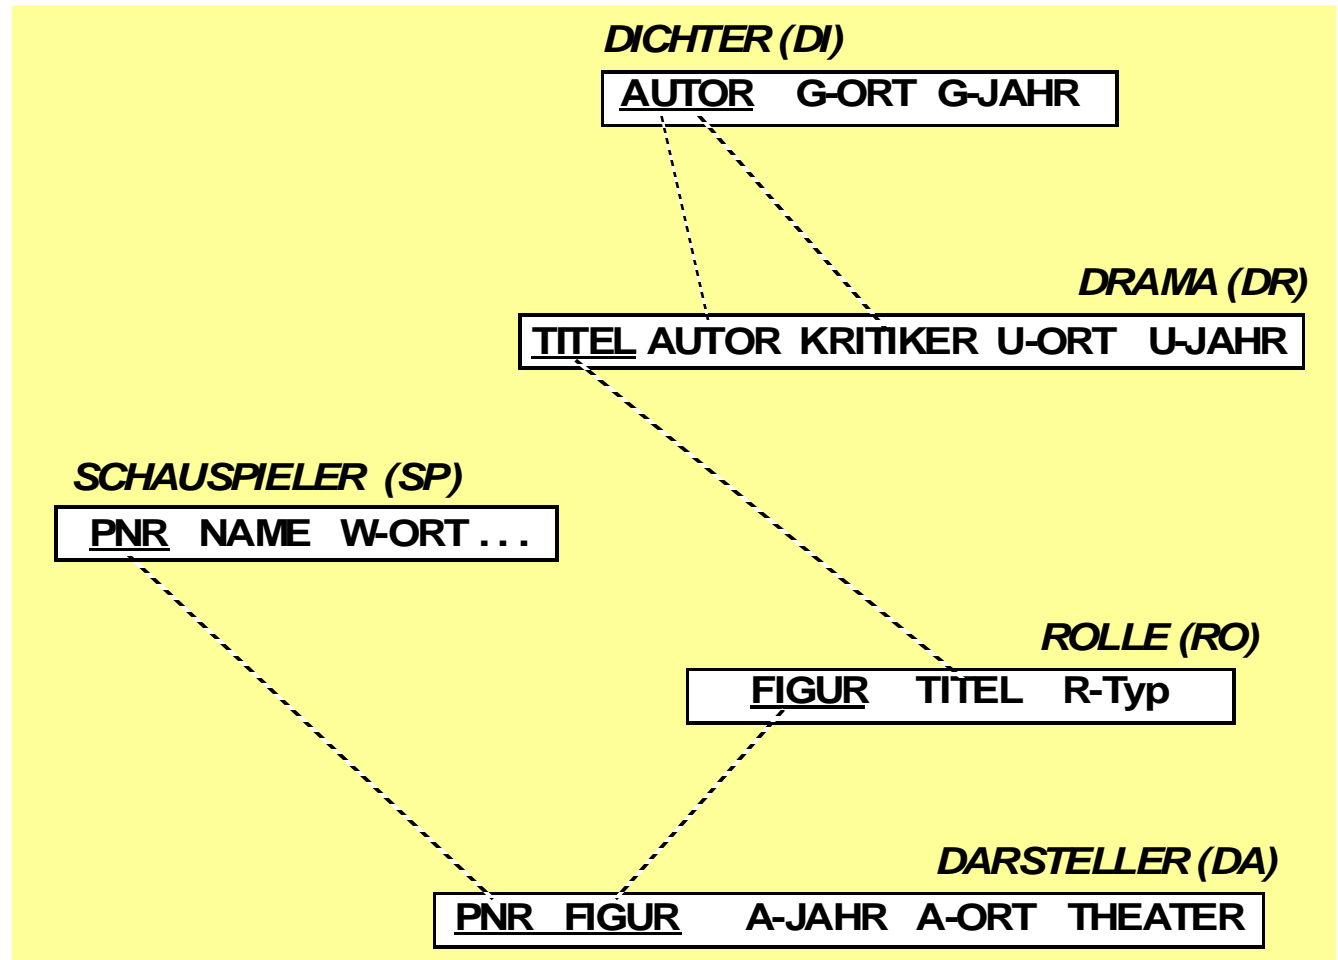 DICHTER (DI)
AUTOR G-ORT G-JAHR
DRAMA (DR)
TITEL AUTOR KRITIKER U-ORT U-JAHR
SCHAUSPIELER (SP)
PNR NAME W-ORT . . .
ROLLE (RO)
FIGUR TITEL R-Typ
DARSTELLER (DA)
PNR FIGUR A-JAHR A-ORT THEATER